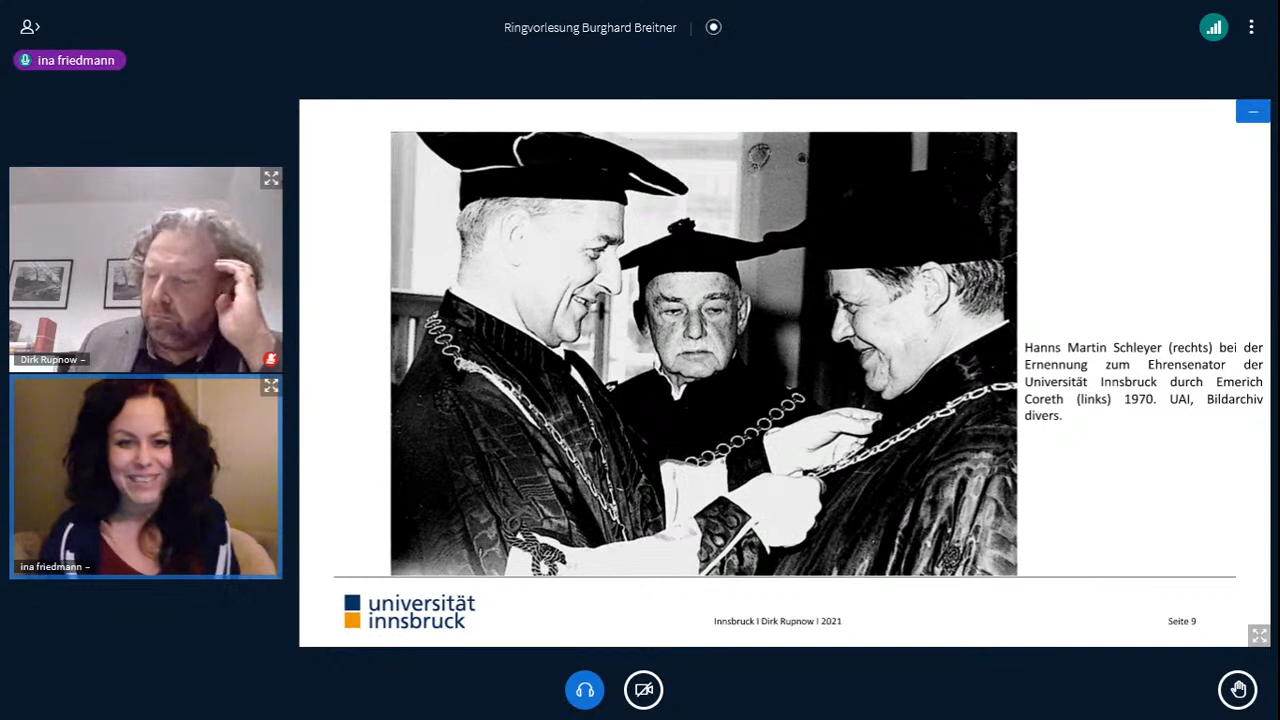 Ringvorlesung Burghard Breitner
ina friedmann
Dirk Rupnow –
ina friedmann –
Hanns Martin Schleyer (rechts) bei der
Ernennung zum Ehrensenator der
Universität Innsbruck durch Emerich
Coreth (links) 1970. UAI, Bildarchiv
divers.
universität
innsbruck
Innsbruck I Dirk Rupnow I 2021
Seite 9